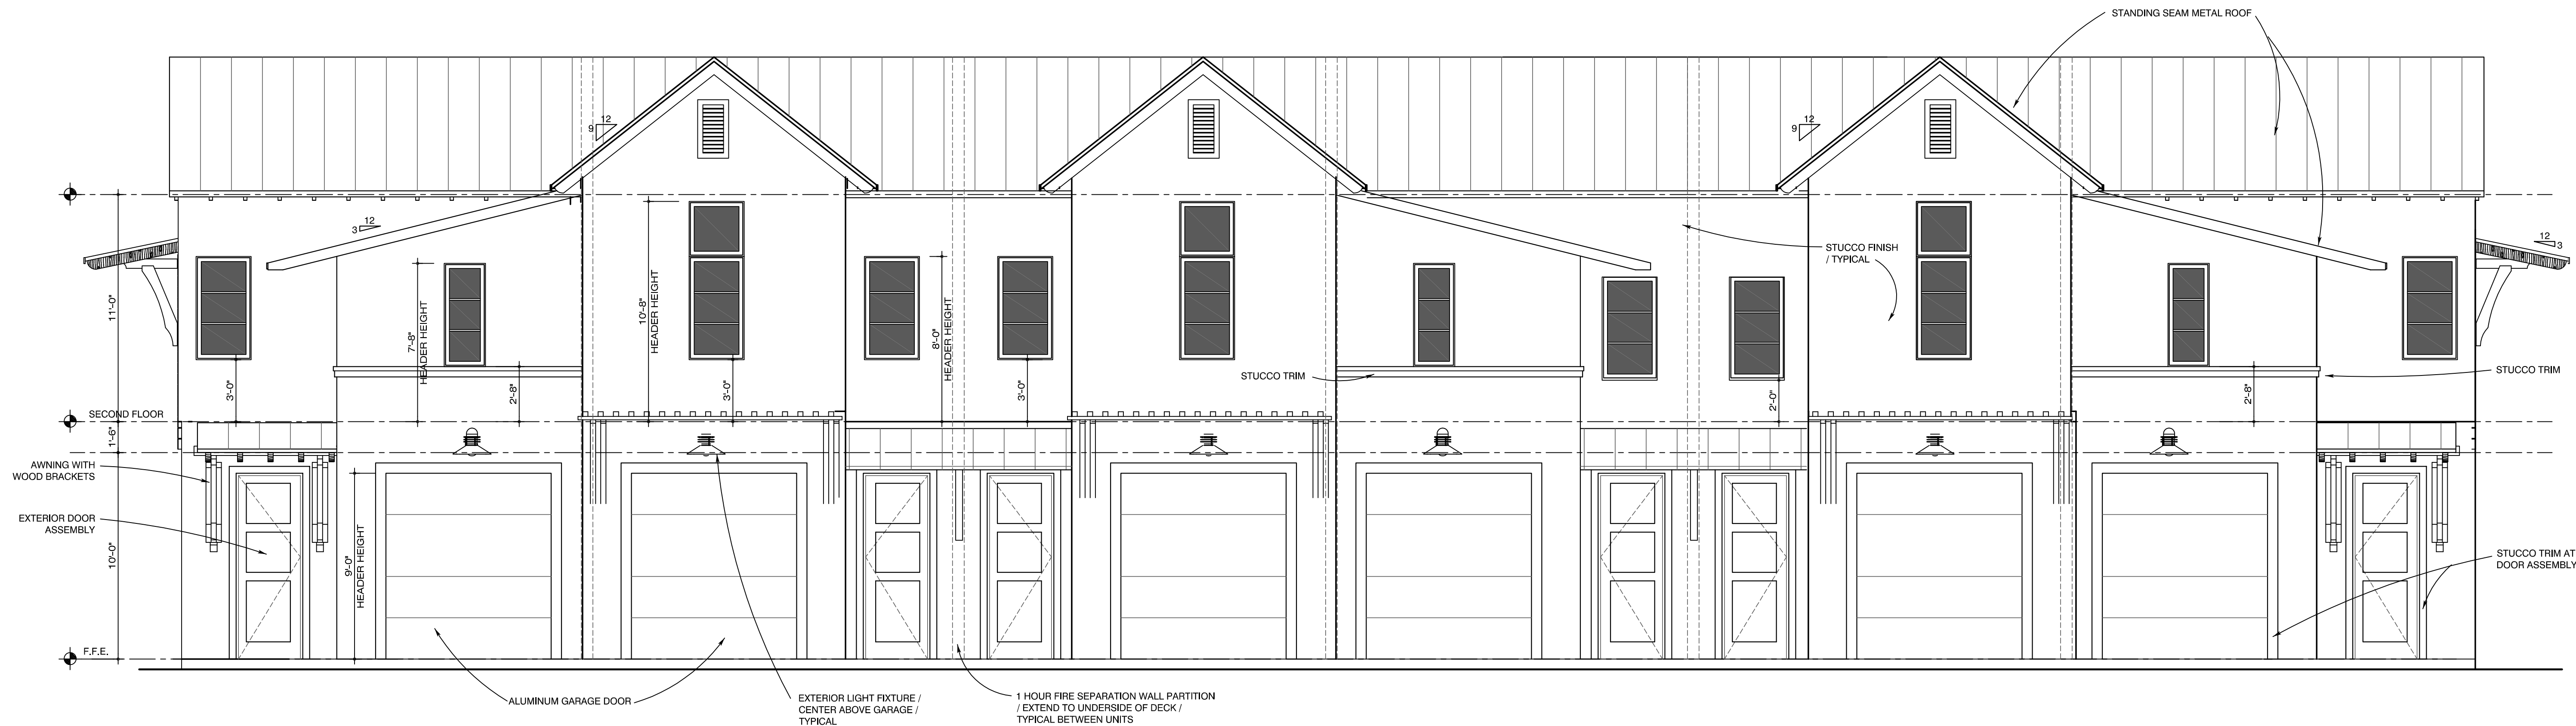 STANDING SEAM METAL ROOF
12
9
12
9
12
3
12
3
STUCCO FINISH
/ TYPICAL
11'-0"
7'-8"
HEADER HEIGHT
10'-8"
HEADER HEIGHT
8'-0"
HEADER HEIGHT
3'-0"
2'-8"
3'-0"
3'-0"
STUCCO TRIM
2'-0"
2'-8"
STUCCO TRIM
SECOND FLOOR
1'-6"
AWNING WITH
WOOD BRACKETS
EXTERIOR DOOR
ASSEMBLY
10'-0"
9'-0"
HEADER HEIGHT
STUCCO TRIM AT
DOOR ASSEMBLY
F.F.E.
ALUMINUM GARAGE DOOR
EXTERIOR LIGHT FIXTURE /
CENTER ABOVE GARAGE /
TYPICAL
1 HOUR FIRE SEPARATION WALL PARTITION
/ EXTEND TO UNDERSIDE OF DECK /
TYPICAL BETWEEN UNITS